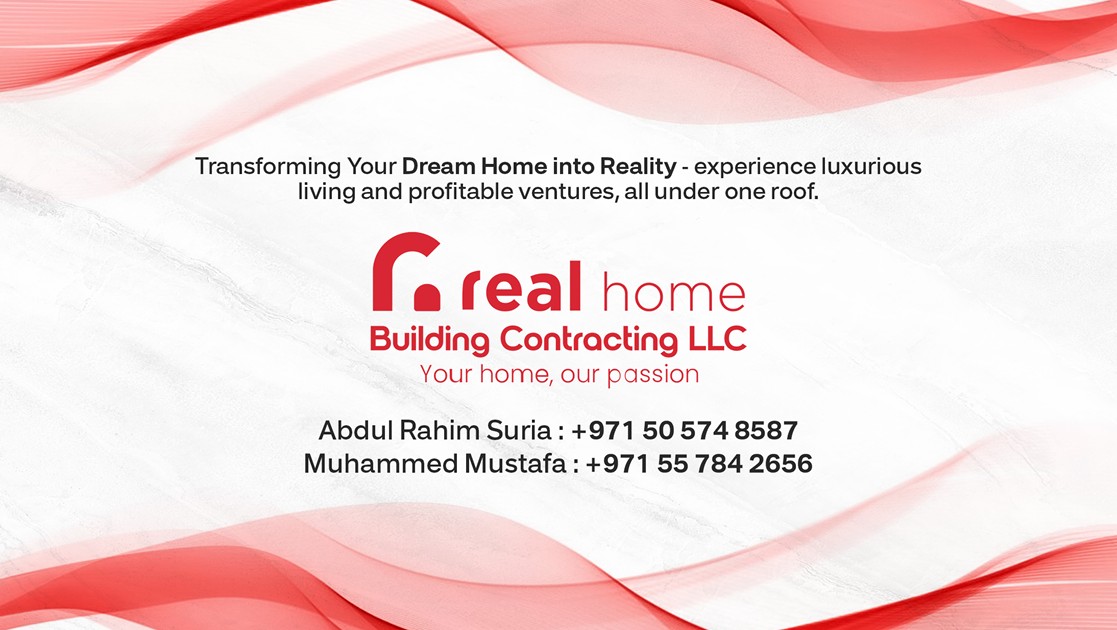 Transforming Your Dream Home into Reality - experience luxurious
living and profitable ventures, all under one roof.
real home
Building Contracting LLC
Your home, our passion
Abdul Rahim Suria : +971 50 574 8587
Muhammed Mustafa : +971 55 784 2656